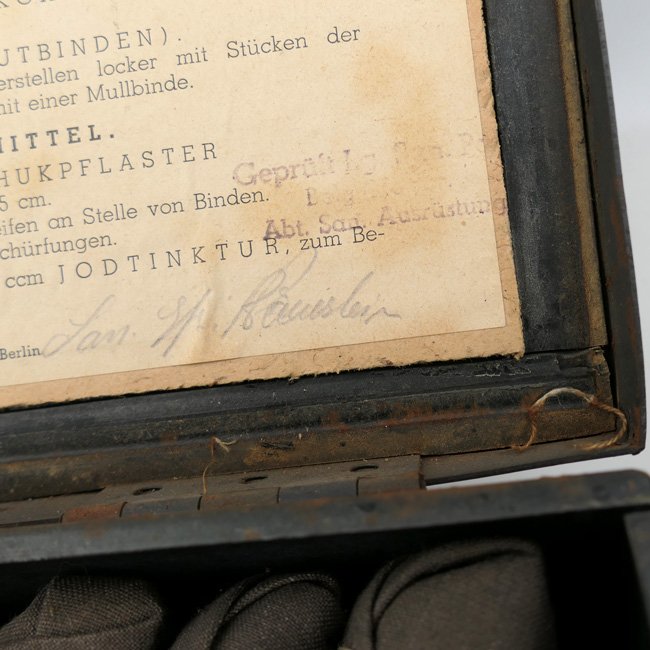 UTBINDEN).
erstellen locker mit Stücken der
mit einer Mullbinde.
MITTEL.
HUKPFLASTER
5 cm.
eifen an Stelle von Binden.
chürfungen.
ccm JODTINKTUR, zum Be-
Geprüft
Abt. San. Ausrüstung
Berlin
San.